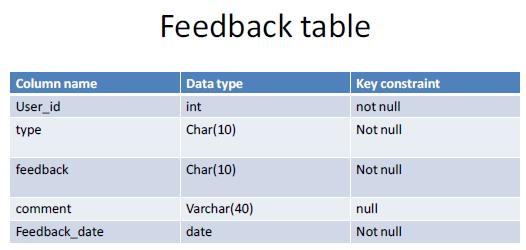 Feedback table
Column name Data type Key constraint
User_id int not null
type Char(10) Not null
feedback Char(10) Not null
comment Varchar(40) null
Feedback_date date Not null